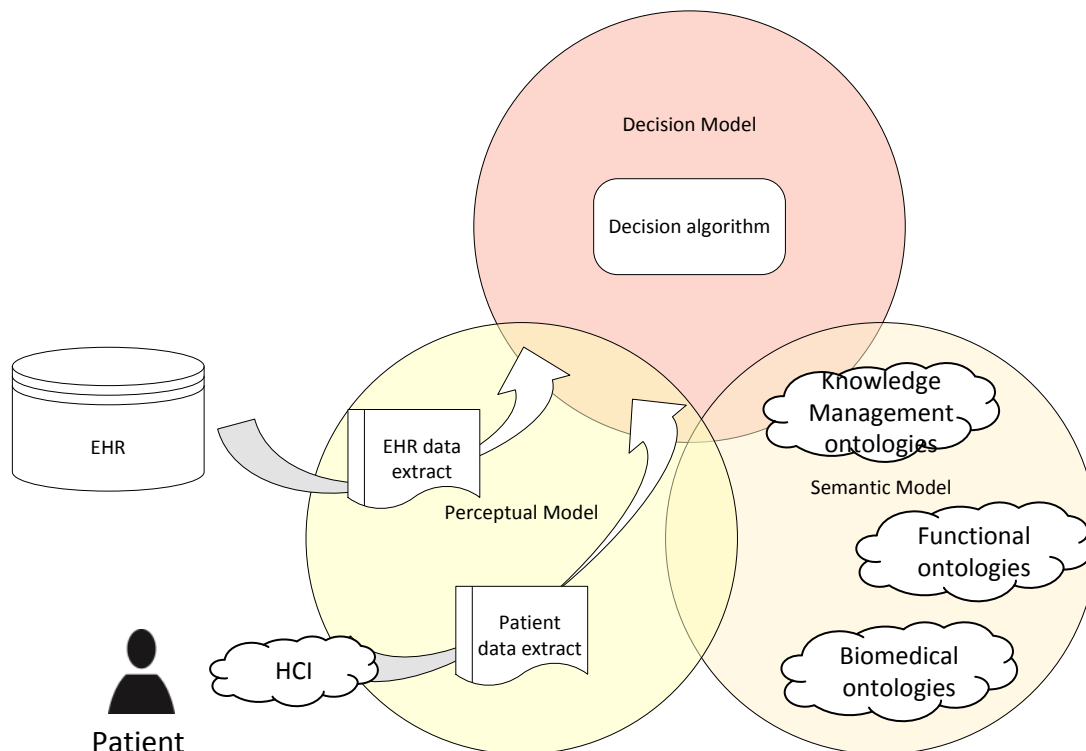 Decision Model
Decision algorithm
Knowledge
Management
ontologies
EHR
EHR data
extract
Semantic Model
Perceptual Model
Functional
ontologies
Patient
data extract
HCI
Biomedical
ontologies
Patient